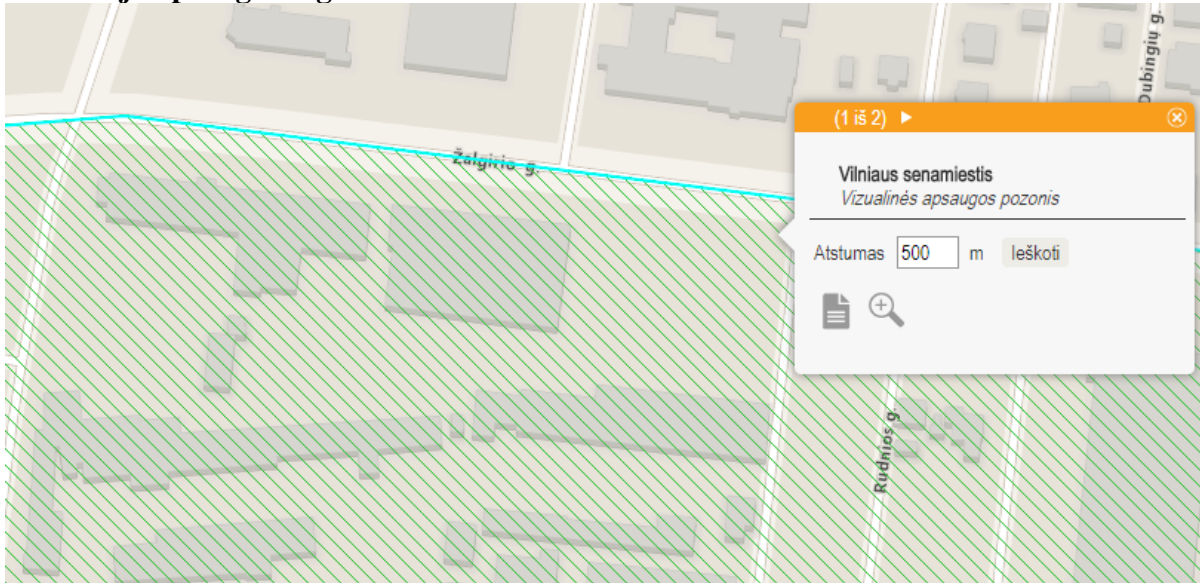 Dubingių g.
(1 iš 2)
Žalgirio g.
Vilniaus senamiestis
Vizualinės apsaugos pozonis
Atstumas 500 m Ieškoti
Rudnios g.